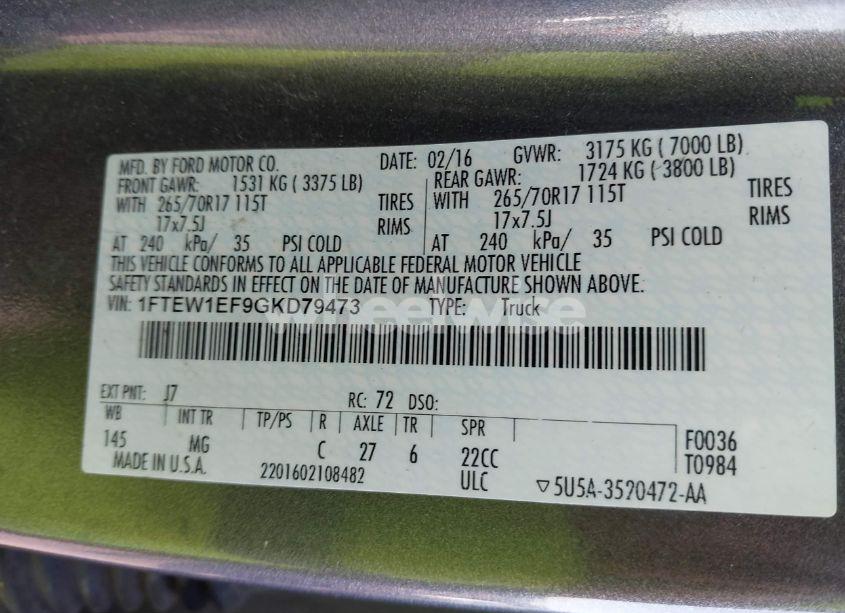 MFD. BY FORD MOTOR CO. DATE: 02/16 GVWR: 3175 KG ( 7000 LB)
FRONT GAWR: 1531 KG ( 3375 LB) REAR GAWR: 1724 KG ( 3800 LB)
WITH 265/70R17 115T TIRES WITH 265/70R17 115T TIRES
17x7.5J RIMS 17x7.5J RIMS
AT 240 kPa/ 35 PSI COLD AT 240 kPa/ 35 PSI COLD
THIS VEHICLE CONFORMS TO ALL APPLICABLE FEDERAL MOTOR VEHICLE
SAFETY STANDARDS IN EFFECT ON THE DATE OF MANUFACTURE SHOWN ABOVE.
VIN: 1FTEW1EF9GKD79473 TYPE: Truck
wheelwise
EXT PNT: J7 RC: 72 DSO:
WB INT TR TP/PS R AXLE TR SPR F0036
145 MG C 27 6 22CC T0984
MADE IN U.S.A. 2201602108482 ULC ▽5U5A-3520472-AA